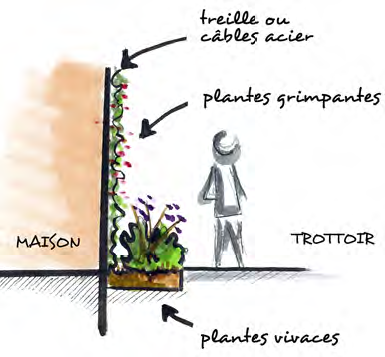 treille ou
câbles acier
plantes grimpantes
MAISON
TROTTOIR
plantes vivaces